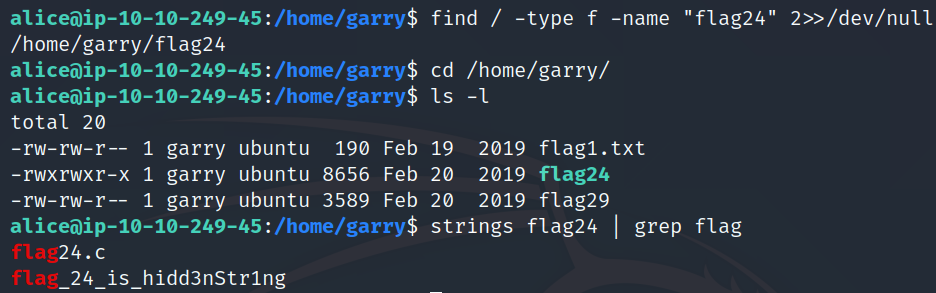 alice@ip-10-10-249-45:/home/garry$ find / -type f -name "flag24" 2>>/dev/null
/home/garry/flag24
alice@ip-10-10-249-45:/home/garry$ cd /home/garry/
alice@ip-10-10-249-45:/home/garry$ ls -l
total 20
-rw-rw-r-- 1 garry ubuntu  190 Feb 19  2019 flag1.txt
-rwxrwxr-x 1 garry ubuntu 8656 Feb 20  2019 flag24
-rw-rw-r-- 1 garry ubuntu 3589 Feb 20  2019 flag29
alice@ip-10-10-249-45:/home/garry$ strings flag24 | grep flag
flag24.c
flag_24_is_hidd3nStr1ng